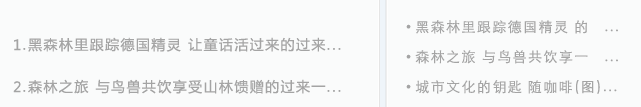 1.黑森林里跟踪德国精灵 让童话活过来的过来...
2.森林之旅 与鸟兽共饮享受山林馈赠的过来一...
• 黑森林里跟踪德国精灵 的 ...
• 森林之旅 与鸟兽共饮享一 ...
• 城市文化的钥匙 随咖啡(图)...